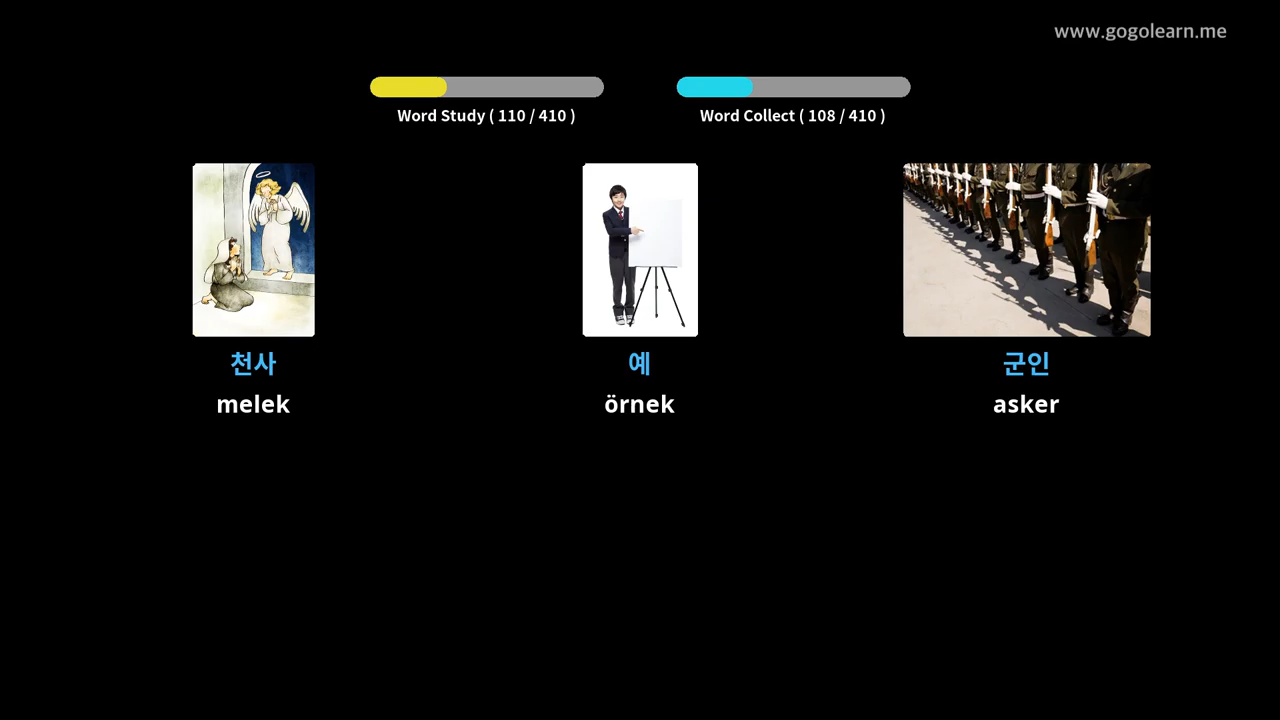 www.gogolearn.me
Word Study ( 110 / 410 )
Word Collect ( 108 / 410 )
천사
예
군인
melek
örnek
asker